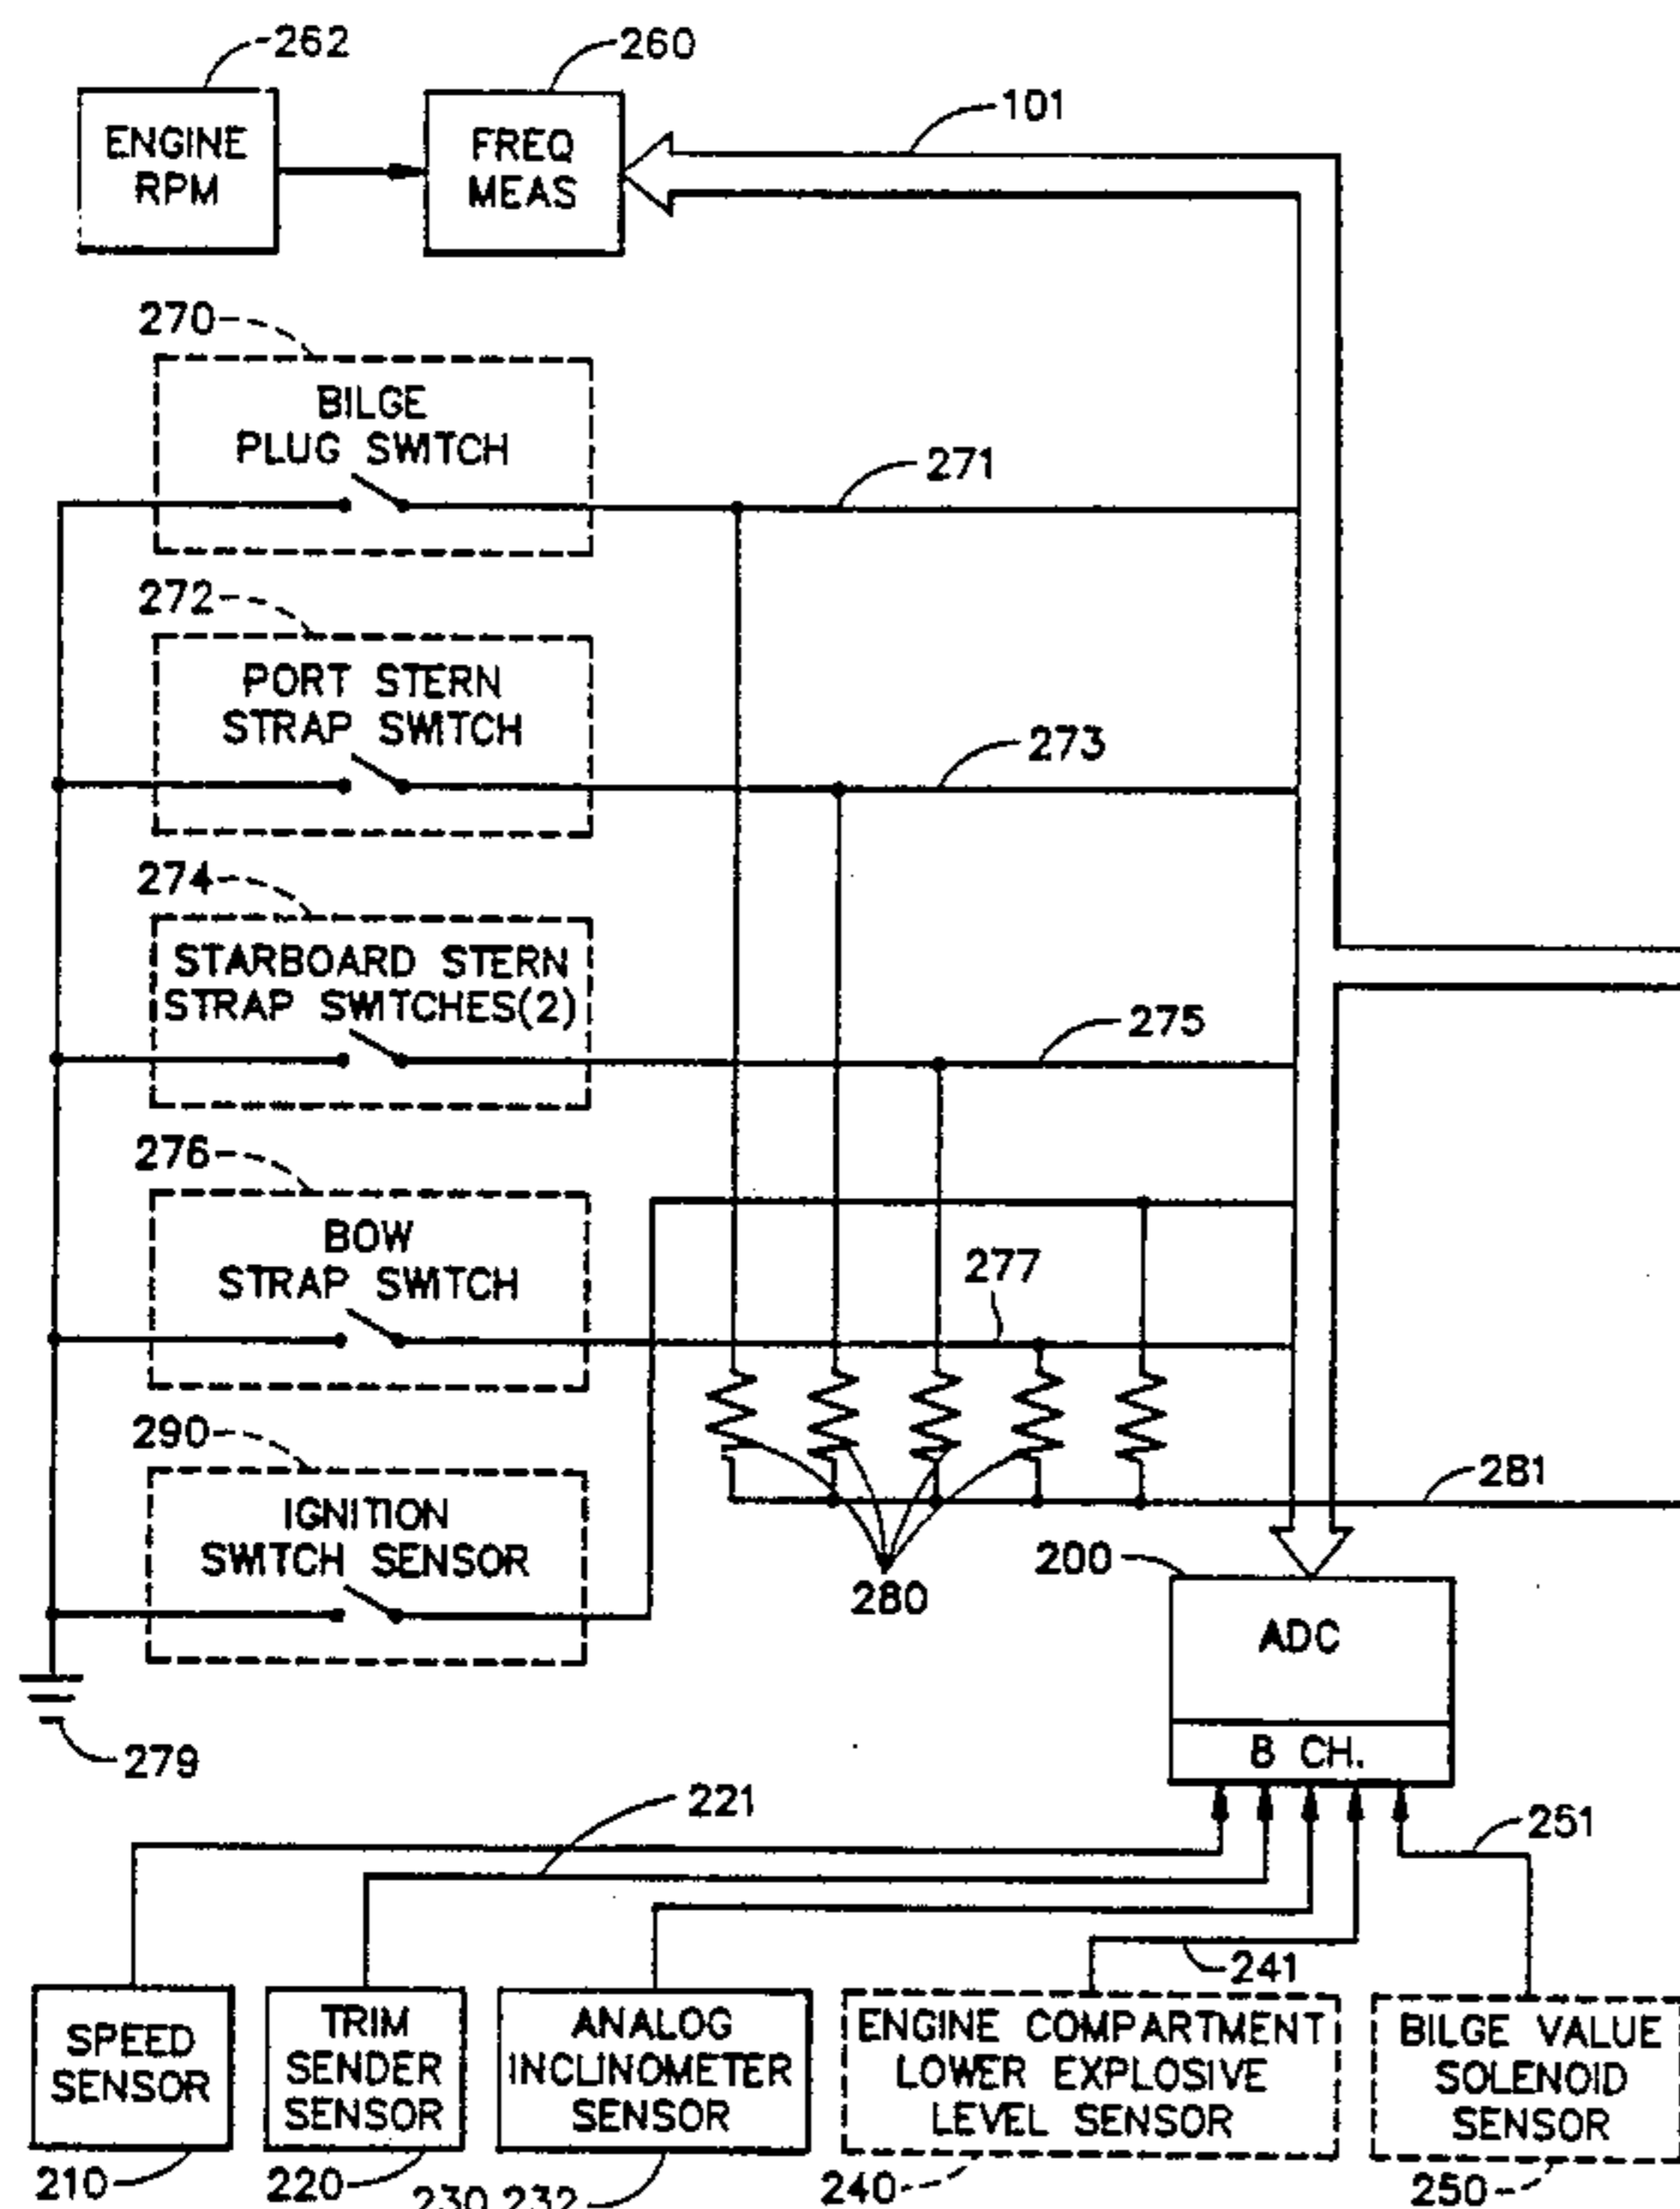 262
260
101
ENGINE
RPM
FREQ
MEAS
270
BILGE
PLUG SWITCH
271
272
PORT STERN
STRAP SWITCH
273
274
STARBOARD STERN
STRAP SWITCHES(2)
275
276
BOW
STRAP SWITCH
277
290
IGNITION
SWITCH SENSOR
281
280
200
ADC
8 CH.
279
221
251
241
SPEED
SENSOR
TRIM
SENDER
SENSOR
ANALOG
INCLINOMETER
SENSOR
ENGINE COMPARTMENT
LOWER EXPLOSIVE
LEVEL SENSOR
BILGE VALUE
SOLENOID
SENSOR
210
220
230,232
240
250